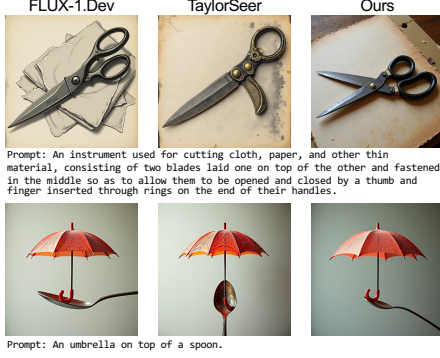 FLUX-1.Dev TaylorSeer Ours
Prompt: An instrument used for cutting cloth, paper, and other thin
material, consisting of two blades laid one on top of the other and fastened
in the middle so as to allow them to be opened and closed by a thumb and
finger inserted through rings on the end of their handles.
Prompt: An umbrella on top of a spoon.